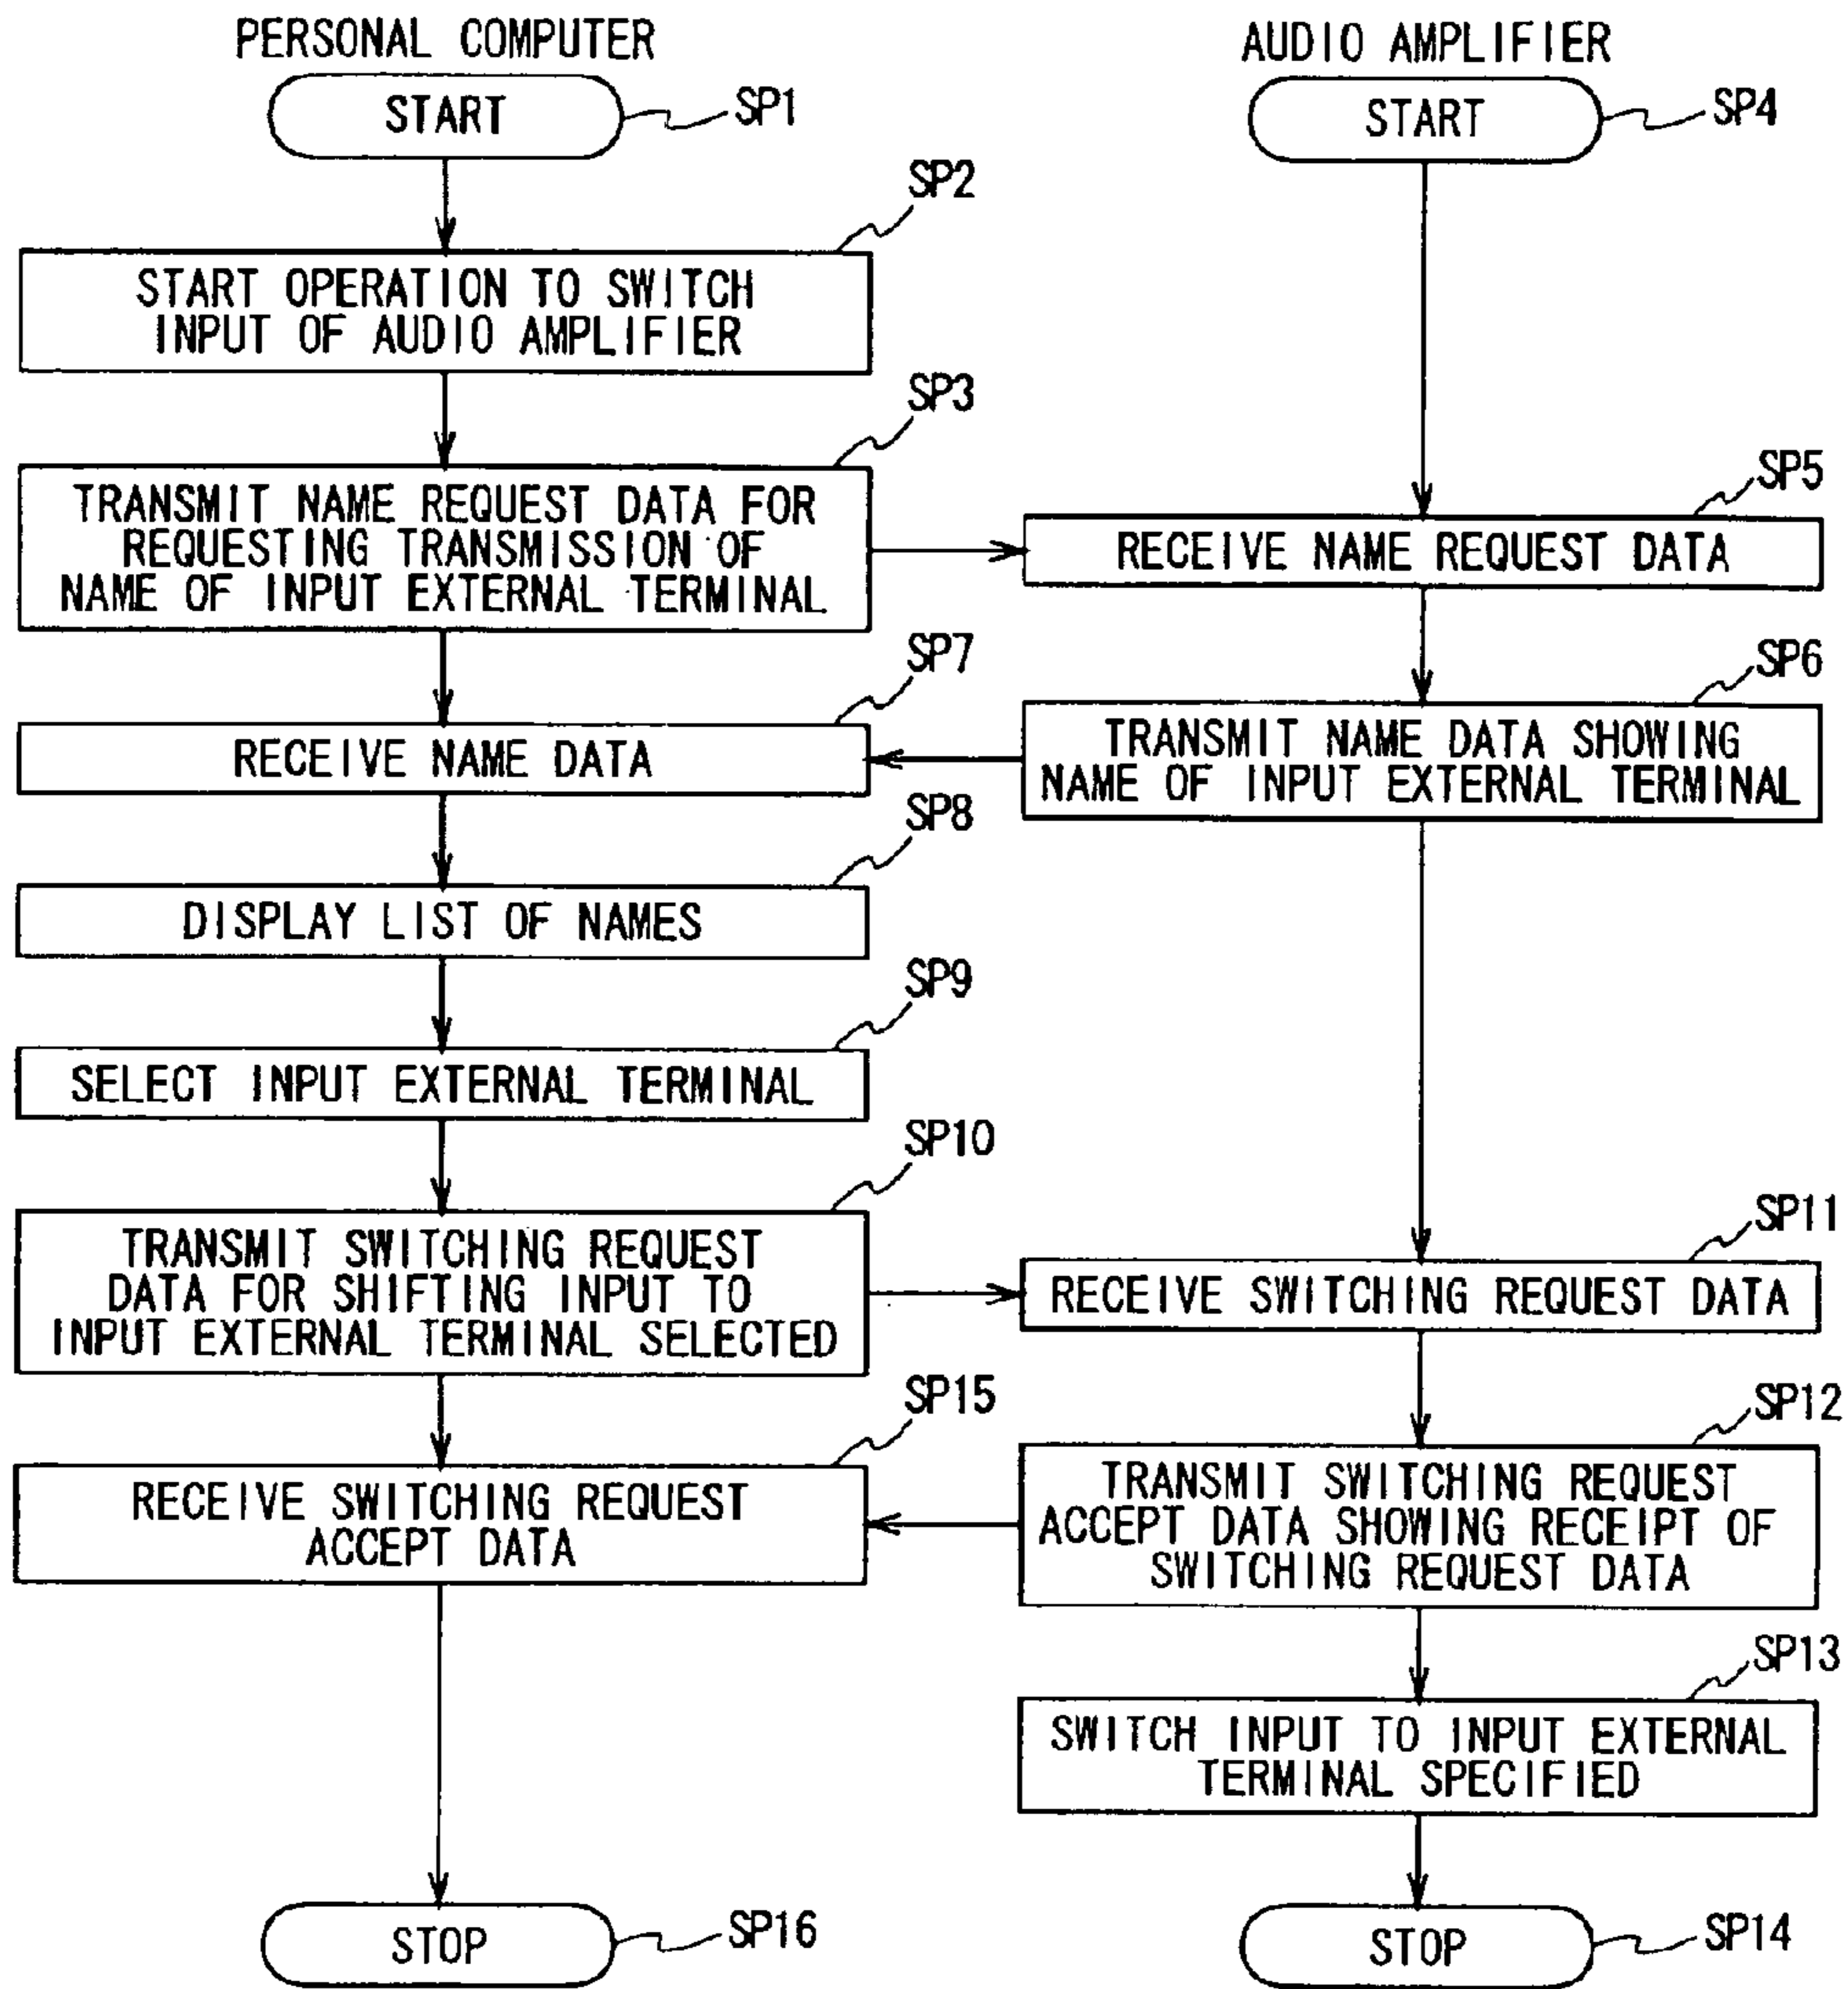 PERSONAL COMPUTER
START
SP1
SP2
START OPERATION TO SWITCH
INPUT OF AUDIO AMPLIFIER
SP3
TRANSMIT NAME REQUEST DATA FOR
REQUESTING TRANSMISSION OF
NAME OF INPUT EXTERNAL TERMINAL
SP7
RECEIVE NAME DATA
SP8
DISPLAY LIST OF NAMES
SP9
SELECT INPUT EXTERNAL TERMINAL
SP10
TRANSMIT SWITCHING REQUEST
DATA FOR SHIFTING INPUT TO
INPUT EXTERNAL TERMINAL SELECTED
SP15
RECEIVE SWITCHING REQUEST
ACCEPT DATA
STOP
SP16
AUDIO AMPLIFIER
START
SP4
SP5
RECEIVE NAME REQUEST DATA
SP6
TRANSMIT NAME DATA SHOWING
NAME OF INPUT EXTERNAL TERMINAL
SP11
RECEIVE SWITCHING REQUEST DATA
SP12
TRANSMIT SWITCHING REQUEST
ACCEPT DATA SHOWING RECEIPT OF
SWITCHING REQUEST DATA
SP13
SWITCH INPUT TO INPUT EXTERNAL
TERMINAL SPECIFIED
STOP
SP14